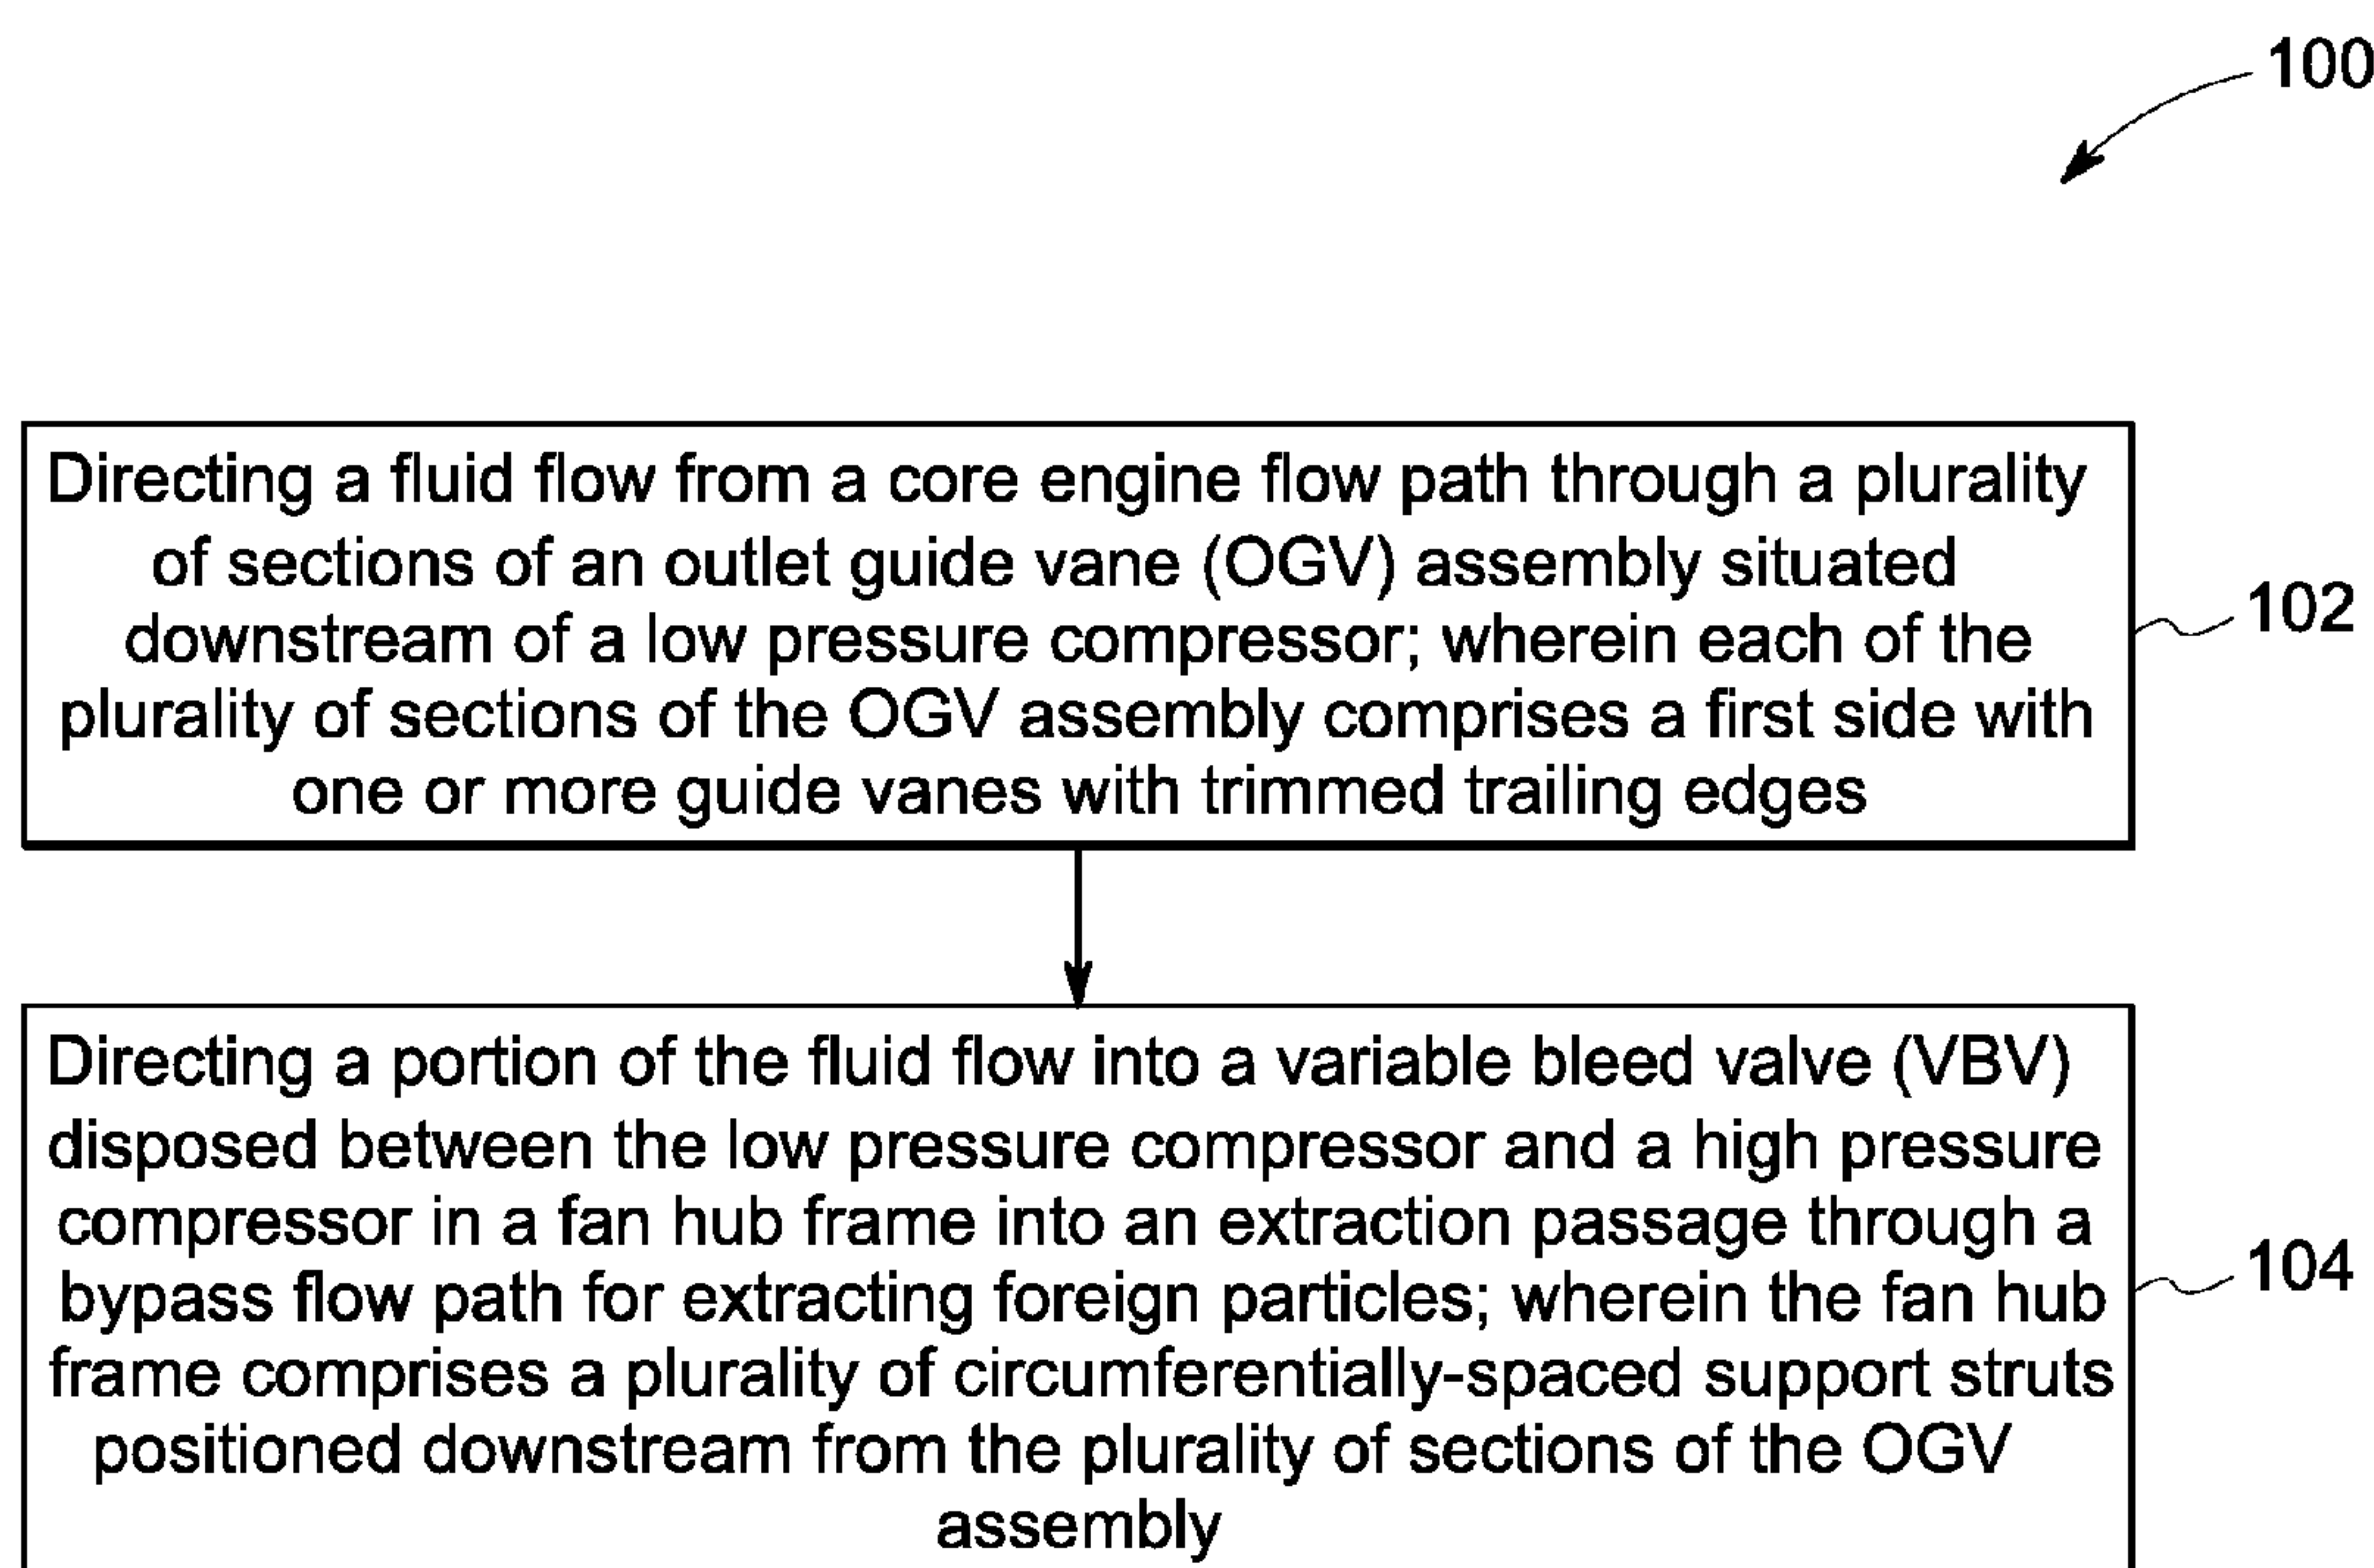 100
Directing a fluid flow from a core engine flow path through a plurality
of sections of an outlet guide vane (OGV) assembly situated
downstream of a low pressure compressor; wherein each of the
plurality of sections of the OGV assembly comprises a first side with
one or more guide vanes with trimmed trailing edges
102
Directing a portion of the fluid flow into a variable bleed valve (VBV)
disposed between the low pressure compressor and a high pressure
compressor in a fan hub frame into an extraction passage through a
bypass flow path for extracting foreign particles; wherein the fan hub
frame comprises a plurality of circumferentially-spaced support struts
positioned downstream from the plurality of sections of the OGV
assembly
104